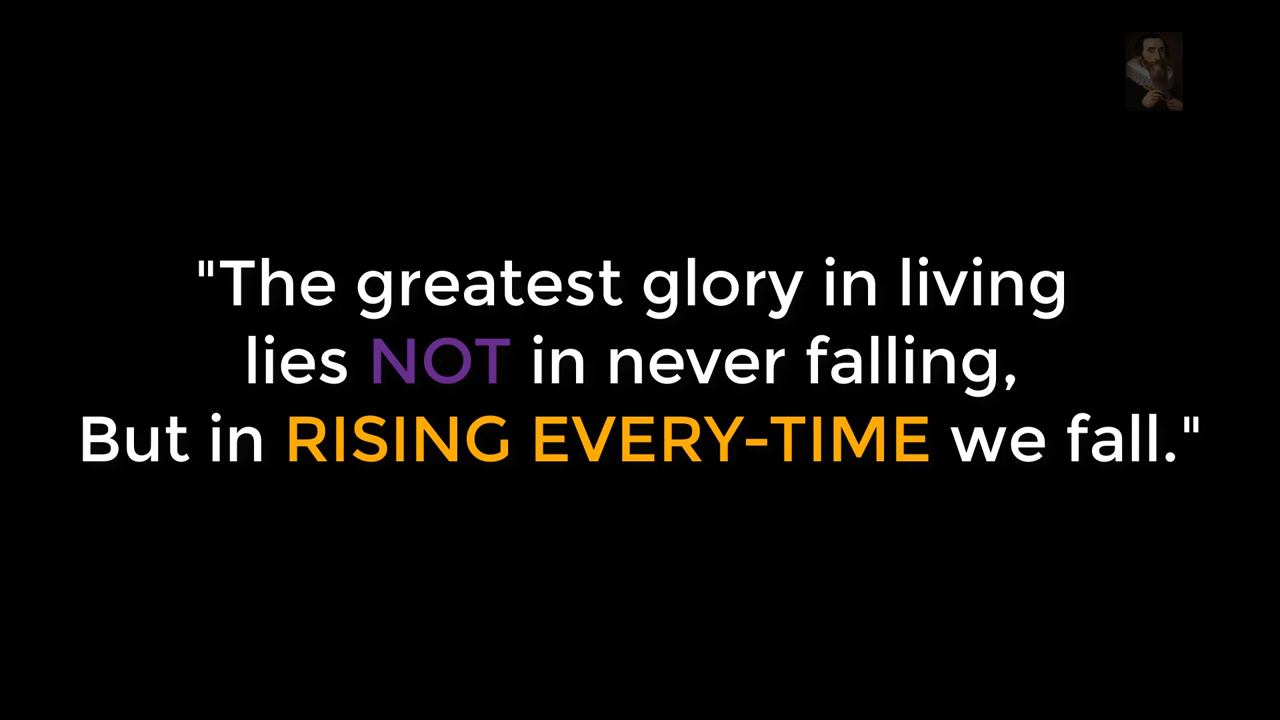 "The greatest glory in living
lies NOT in never falling,
But in RISING EVERY-TIME we fall."